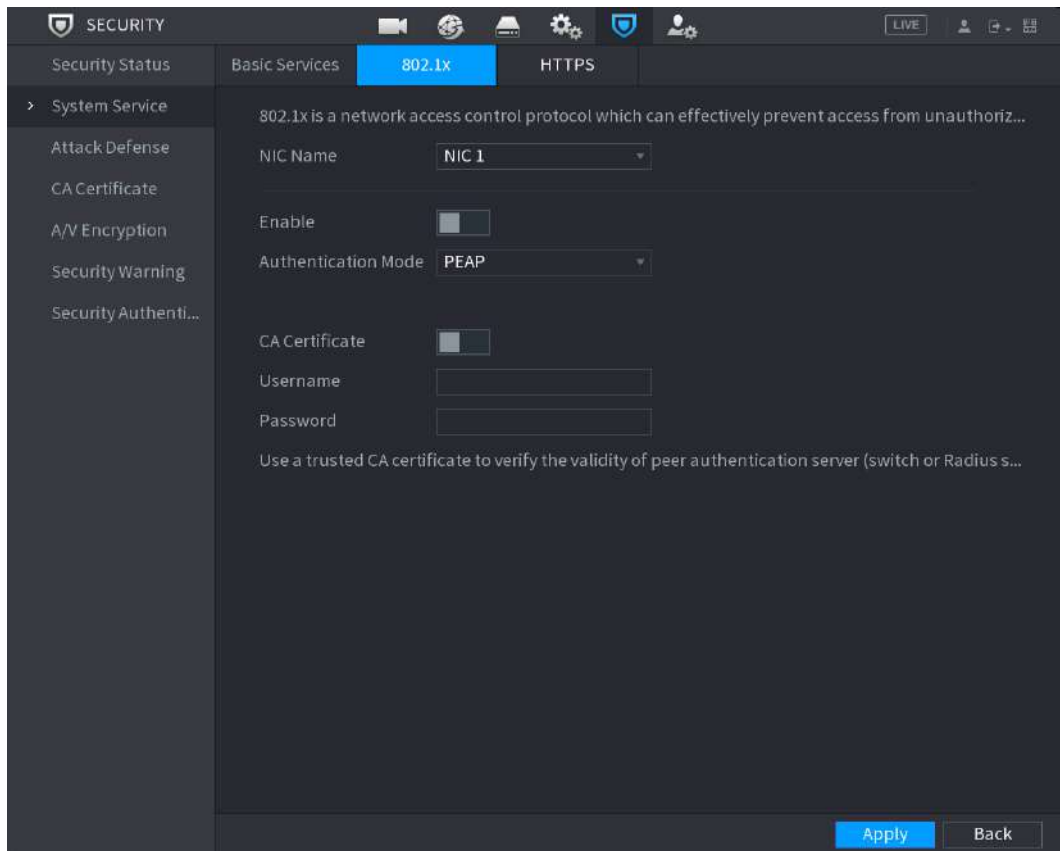 SECURITY
LIVE
Security Status
Basic Services 802.1x HTTPS
System Service
802.1x is a network access control protocol which can effectively prevent access from unauthoriz...
Attack Defense
NIC Name NIC 1
CA Certificate
A/V Encryption
Enable
Security Warning
Authentication Mode PEAP
Security Authenti...
CA Certificate
Username
Password
Use a trusted CA certificate to verify the validity of peer authentication server (switch or Radius s...
Apply Back